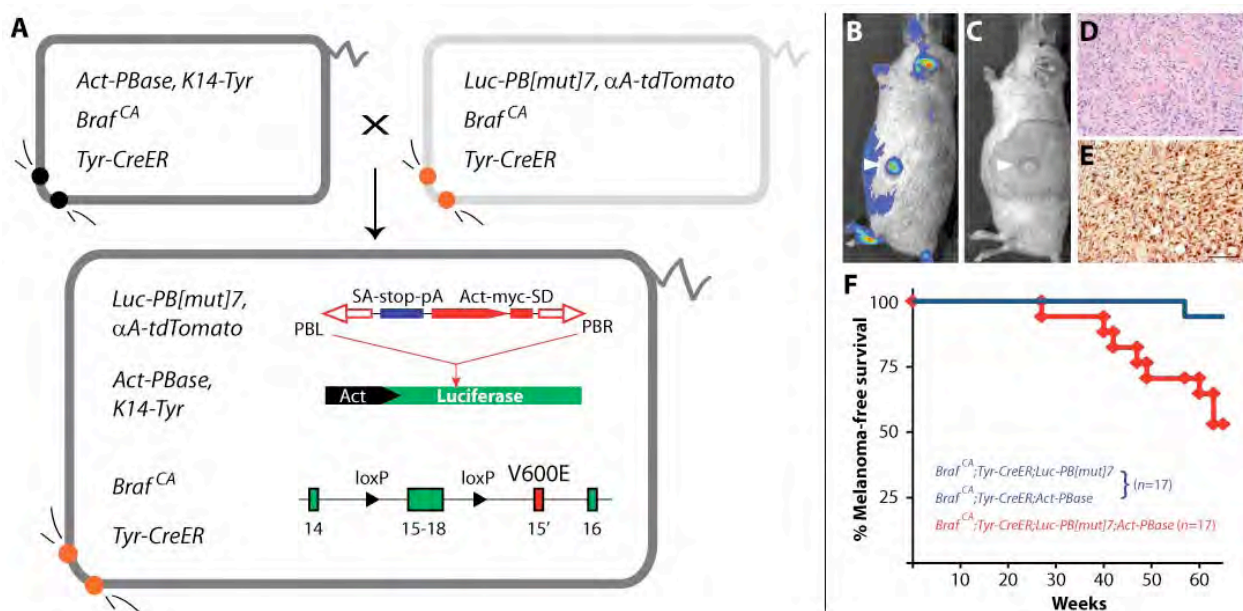 A
Act-PBase, K14-Tyr
Braf CA
Tyr-CreER
X
Luc-PB[mut]7, αA-tdTomato
Braf CA
Tyr-CreER
Luc-PB[mut]7,
αA-tdTomato
Act-PBase,
K14-Tyr
Braf CA
Tyr-CreER
SA-stop-pA Act-myc-SD
PBL PBR
Act Luciferase
loxP loxP V600E
14 15-18 15' 16
B C D
E
F
% Melanoma-free survival
100
75
50
25
Braf CA;Tyr-CreER;Luc-PB[mut]7
Braf CA;Tyr-CreER;Act-PBase
(n=17)
Braf CA;Tyr-CreER;Luc-PB[mut]7;Act-PBase (n=17)
10 20 30 40 50 60
Weeks